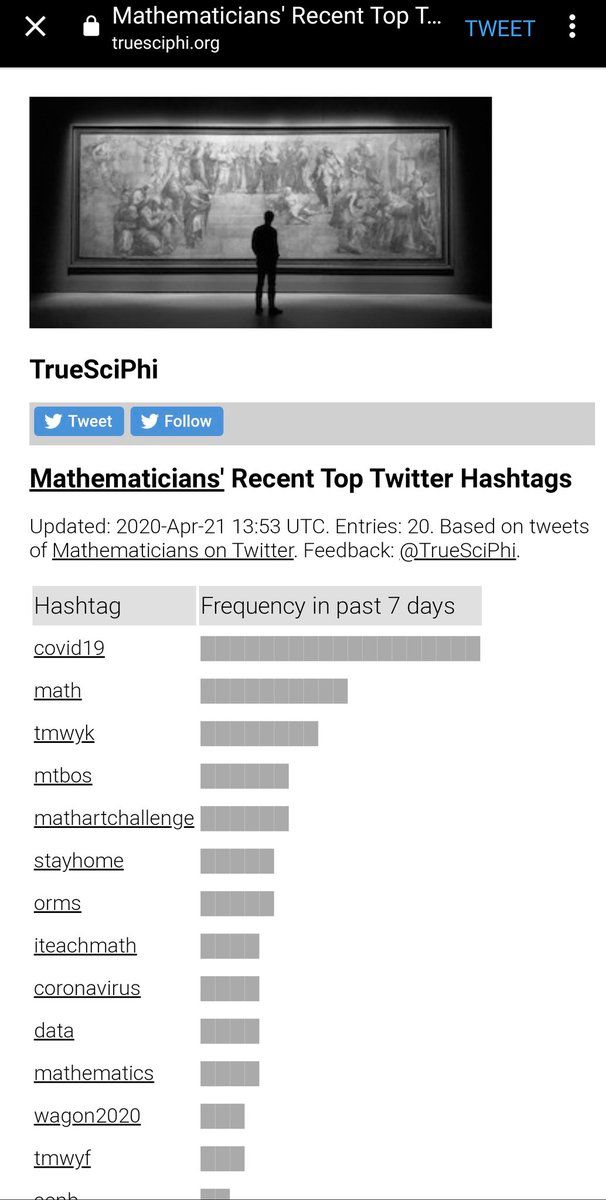 Mathematicians' Recent Top T...
truesciphi.org
TWEET
TrueSciPhi
Tweet
Follow
Mathematicians' Recent Top Twitter Hashtags
Updated: 2020-Apr-21 13:53 UTC. Entries: 20. Based on tweets
of Mathematicians on Twitter. Feedback: @TrueSciPhi.
Hashtag Frequency in past 7 days
covid19
math
tmwyk
mtbos
mathartchallenge
stayhome
orms
iteachmath
coronavirus
data
mathematics
wagon2020
tmwyf